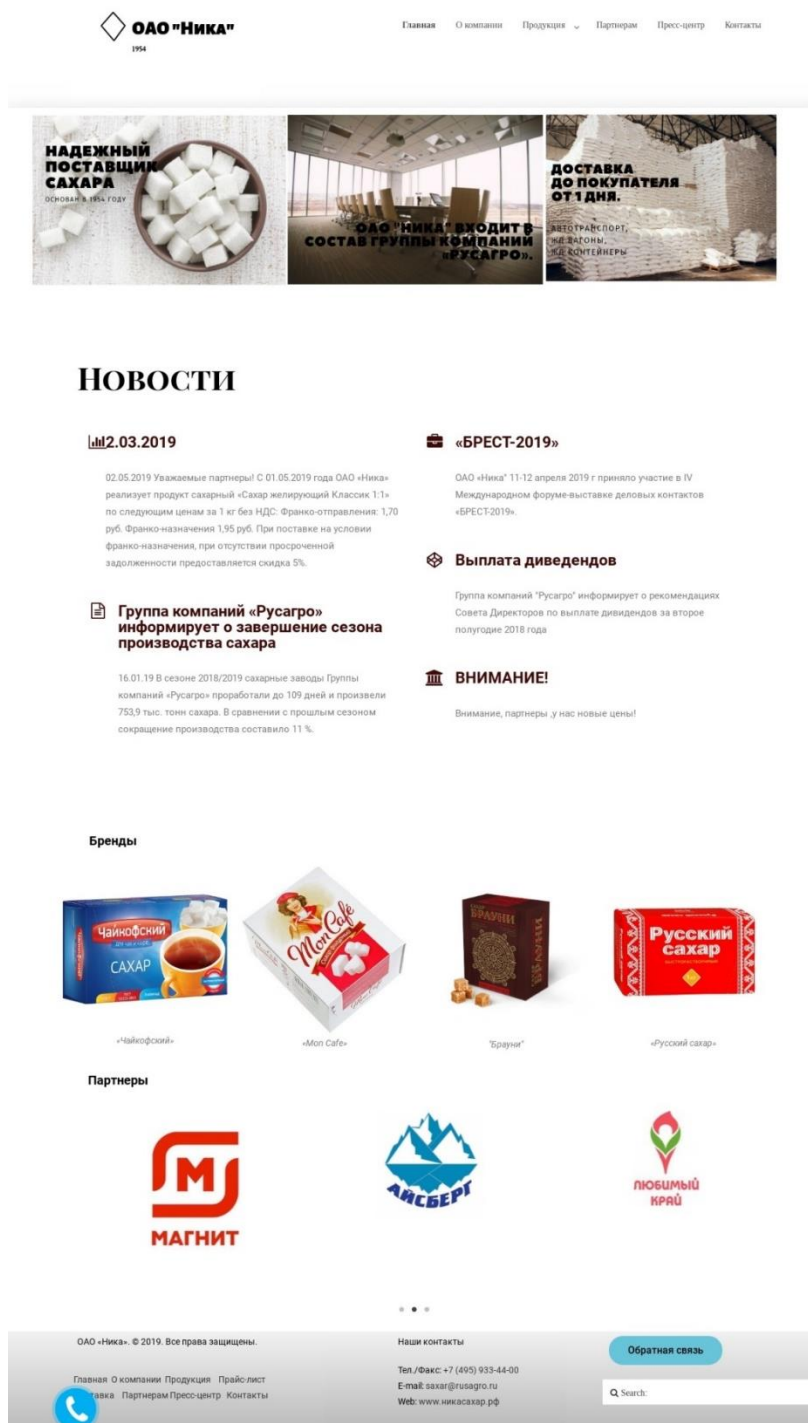 ОАО "Ника"
1954
Главная О компании Продукция Партнерам Пресс-центр Контакты
НАДЕЖНЫЙ
ПОСТАВЩИК
САХАРА
ОСНОВАН В 1954 ГОДУ
ОАО "НИКА" ВХОДИТ В
СОСТАВ ГРУППЫ КОМПАНИЙ
«РУСАГРО».
ДОСТАВКА
ДО ПОКУПАТЕЛЯ
ОТ 1 ДНЯ.
АВТОТРАНСПОРТ,
ЖД ВАГОНЫ,
ЖД КОНТЕЙНЕРЫ
Новости
2.03.2019
02.05.2019 Уважаемые партнеры! С 01.05.2019 года ОАО «Ника»
реализует продукт сахарный «Сахар желирующий Классик 1:1»
по следующим ценам за 1 кг без НДС: Франко-отправления: 1,70
руб. Франко-назначения 1,95 руб. При поставке на условии
франко-назначения, при отсутствии просроченной
задолженности предоставляется скидка 5%.
Группа компаний «Русагро»
информирует о завершение сезона
производства сахара
16.01.19 В сезоне 2018/2019 сахарные заводы Группы
компаний «Русагро» проработали до 109 дней и произвели
753,9 тыс. тонн сахара. В сравнении с прошлым сезоном
сокращение производства составило 11 %.
«БРЕСТ-2019»
ОАО «Ника" 11-12 апреля 2019 г приняло участие в IV
Международном форуме-выставке деловых контактов
«БРЕСТ-2019».
Выплата диведендов
Группа компаний "Русагро" информирует о рекомендациях
Совета Директоров по выплате дивидендов за второе
полугодие 2018 года
ВНИМАНИЕ!
Внимание, партнеры ,у нас новые цены!
Бренды
Чайкофский
САХАР
Mon Café
БРАУНИ
БРАУНИ
Русский
сахар
«Чайкофский»
«Mon Cafe»
"Брауни"
«Русский сахар»
Партнеры
М
МАГНИТ
АЙСБЕРГ
ЛЮБИМЫЙ
КРАЙ
ОАО «Ника». © 2019. Все права защищены.
Главная О компании Продукция Прайс-лист
тавка Партнерам Пресс-центр Контакты
Наши контакты
Тел./Факс: +7 (495) 933-44-00
E-mail: saxar@rusagro.ru
Web: www.никасахар.рф
Обратная связь
Search: